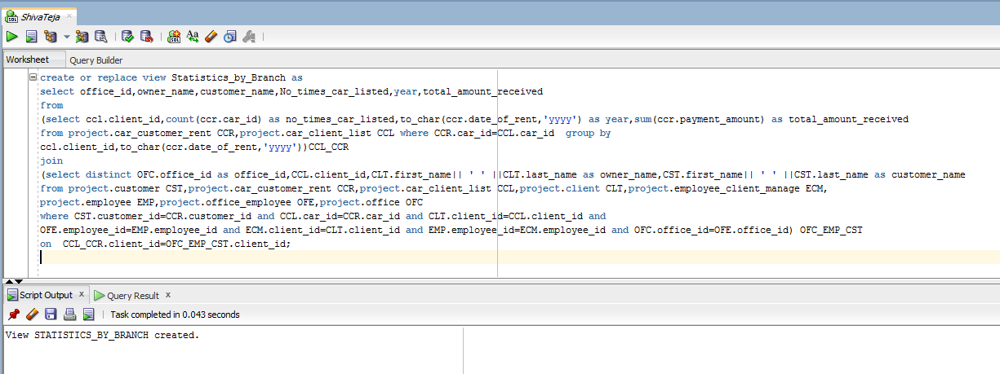 ShivaTeja
Worksheet Query Builder
create or replace view Statistics_by_Branch as
select office_id,owner_name,customer_name,No_times_car_listed,year,total_amount_received
from
(select ccl.client_id,count(ccr.car_id) as no_times_car_listed,to_char(ccr.date_of_rent,'yyyy') as year,sum(ccr.payment_amount) as total_amount_received
from project.car_customer_rent CCR,project.car_client_list CCL where CCR.car_id=CCL.car_id  group by
ccl.client_id,to_char(ccr.date_of_rent,'yyyy'))CCL_CCR
join
(select distinct OFC.office_id as office_id,CCL.client_id,CLT.first_name|| ' ' ||CLT.last_name as owner_name,CST.first_name|| ' ' ||CST.last_name as customer_name
from project.customer CST,project.car_customer_rent CCR,project.car_client_list CCL,project.client CLT,project.employee_client_manage ECM,
project.employee EMP,project.office_employee OFE,project.office OFC
where CST.customer_id=CCR.customer_id and CCL.car_id=CCR.car_id and CLT.client_id=CCL.client_id and
OFE.employee_id=EMP.employee_id and ECM.client_id=CLT.client_id and EMP.employee_id=ECM.employee_id and OFC.office_id=OFE.office_id) OFC_EMP_CST
on  CCL_CCR.client_id=OFC_EMP_CST.client_id;
Script Output Query Result
Task completed in 0.043 seconds
View STATISTICS_BY_BRANCH created.